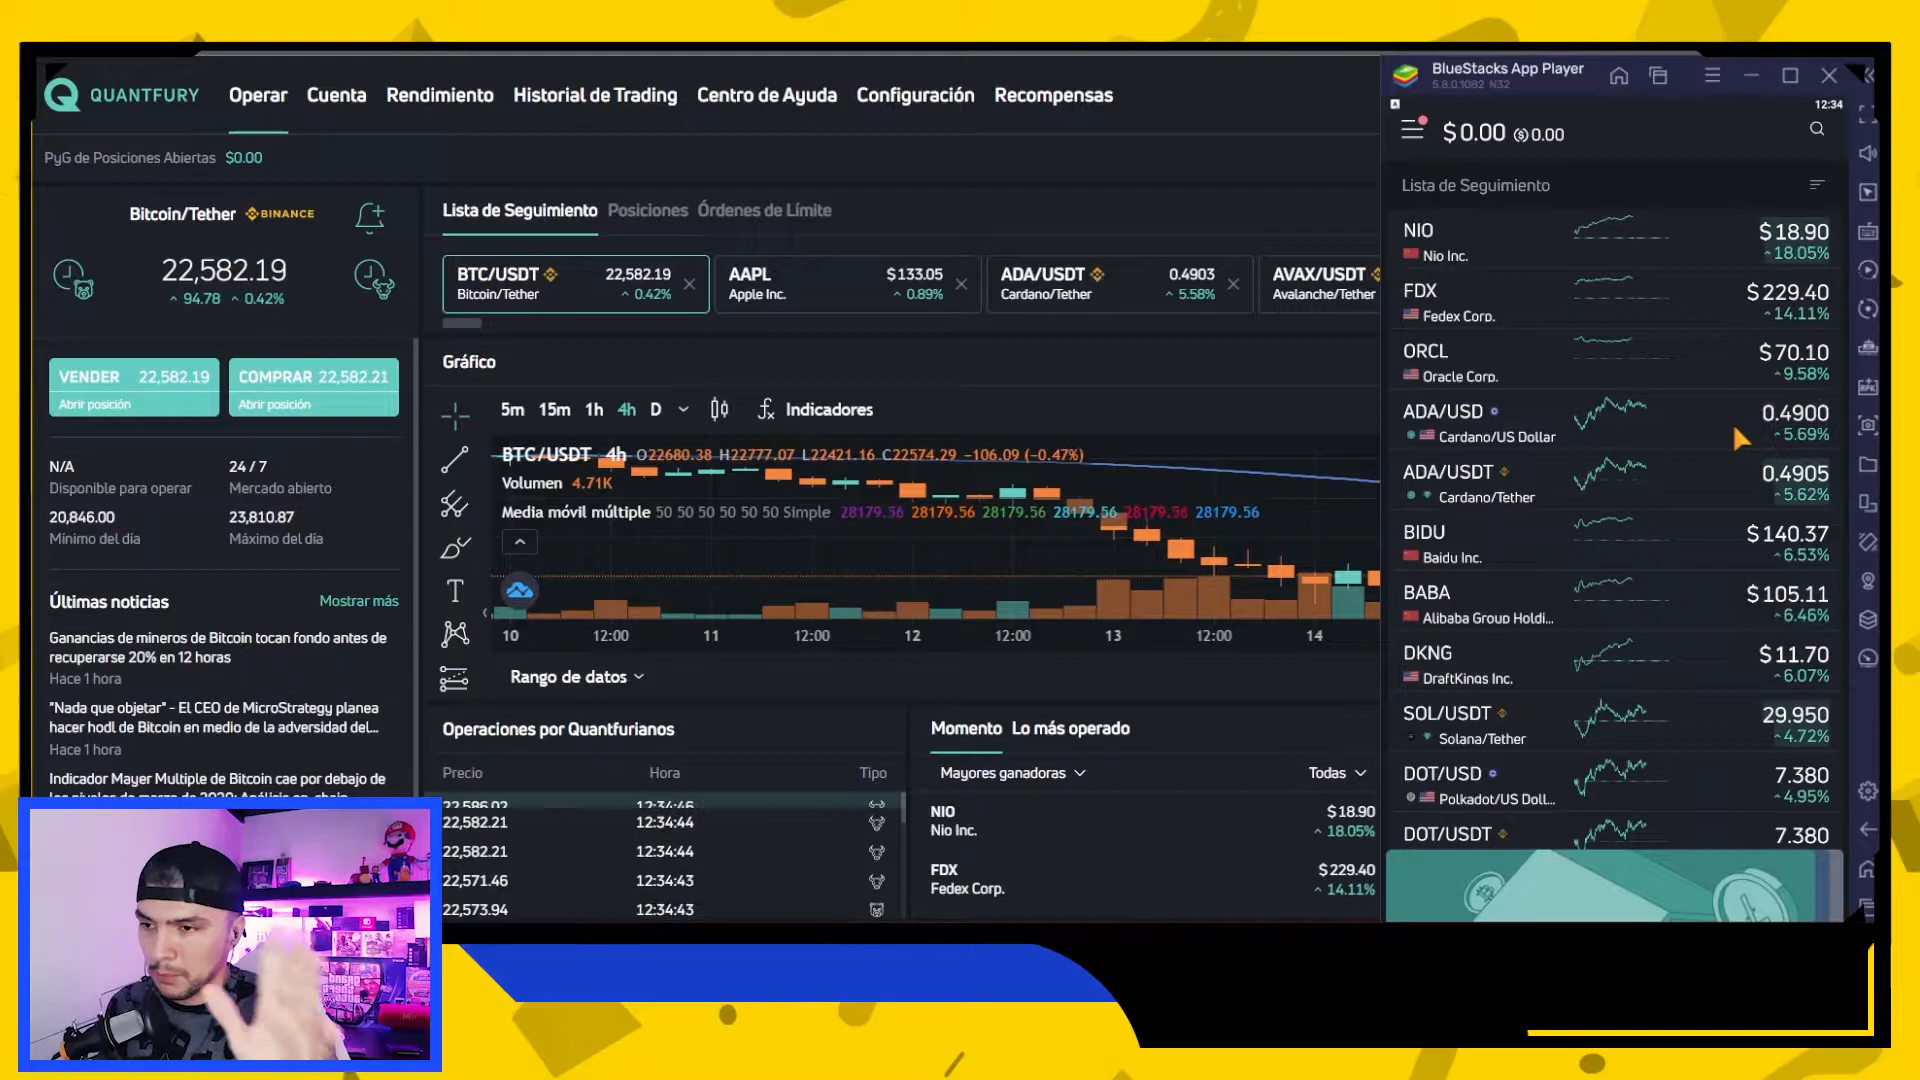 QUANTFURY
Operar
Cuenta
Rendimiento
Historial de Trading
Centro de Ayuda
Configuración
Recompensas
PyG de Posiciones Abiertas $0.00
Bitcoin/Tether BINANCE
22,582.19
94.78 0.42%
VENDER 22,582.19
Abrir posición
COMPRAR 22,582.21
Abrir posición
N/A
Disponible para operar
24 / 7
Mercado abierto
20,846.00
Mínimo del día
23,810.87
Máximo del día
Últimas noticias
Mostrar más
Ganancias de mineros de Bitcoin tocan fondo antes de
recuperarse 20% en 12 horas
Hace 1 hora
"Nada que objetar" - El CEO de MicroStrategy planea
hacer hodl de Bitcoin en medio de la adversidad del...
Hace 1 hora
Indicador Mayer Multiple de Bitcoin cae por debajo de
Lista de Seguimiento
Posiciones
Órdenes de Límite
BTC/USDT 22,582.19
Bitcoin/Tether 0.42%
AAPL $133.05
Apple Inc. 0.89%
ADA/USDT 0.4903
Cardano/Tether 5.58%
AVAX/USDT
Avalanche/Tether
Gráfico
5m 15m 1h 4h D
Indicadores
BTC/USDT 4h O22680.38 H22777.07 L22421.16 C22574.29 −106.09 (−0.47%)
Volumen 4.71K
Media móvil múltiple 50 50 50 50 50 50 Simple 28179.56 28179.56 28179.56 28179.56 28179.56 28179.56
10 12:00 11 12:00 12 12:00 13 12:00 14
Rango de datos
Operaciones por Quantfurianos
Precio Hora Tipo
22,586.02 12:34:46
22,582.21 12:34:44
22,582.21 12:34:44
22,571.46 12:34:43
22,573.94 12:34:43
Momento
Lo más operado
Mayores ganadoras
Todas
NIO $18.90
Nio Inc. 18.05%
FDX $229.40
Fedex Corp. 14.11%
BlueStacks App Player
5.8.0.1082 N32
12:34
$0.00 0.00
Lista de Seguimiento
NIO $18.90
Nio Inc. 18.05%
FDX $229.40
Fedex Corp. 14.11%
ORCL $70.10
Oracle Corp. 9.58%
ADA/USD 0.4900
Cardano/US Dollar 5.69%
ADA/USDT 0.4905
Cardano/Tether 5.62%
BIDU $140.37
Baidu Inc. 6.53%
BABA $105.11
Alibaba Group Holdi... 6.46%
DKNG $11.70
DraftKings Inc. 6.07%
SOL/USDT 29.950
Solana/Tether 4.72%
DOT/USD 7.380
Polkadot/US Doll... 4.95%
DOT/USDT 7.380